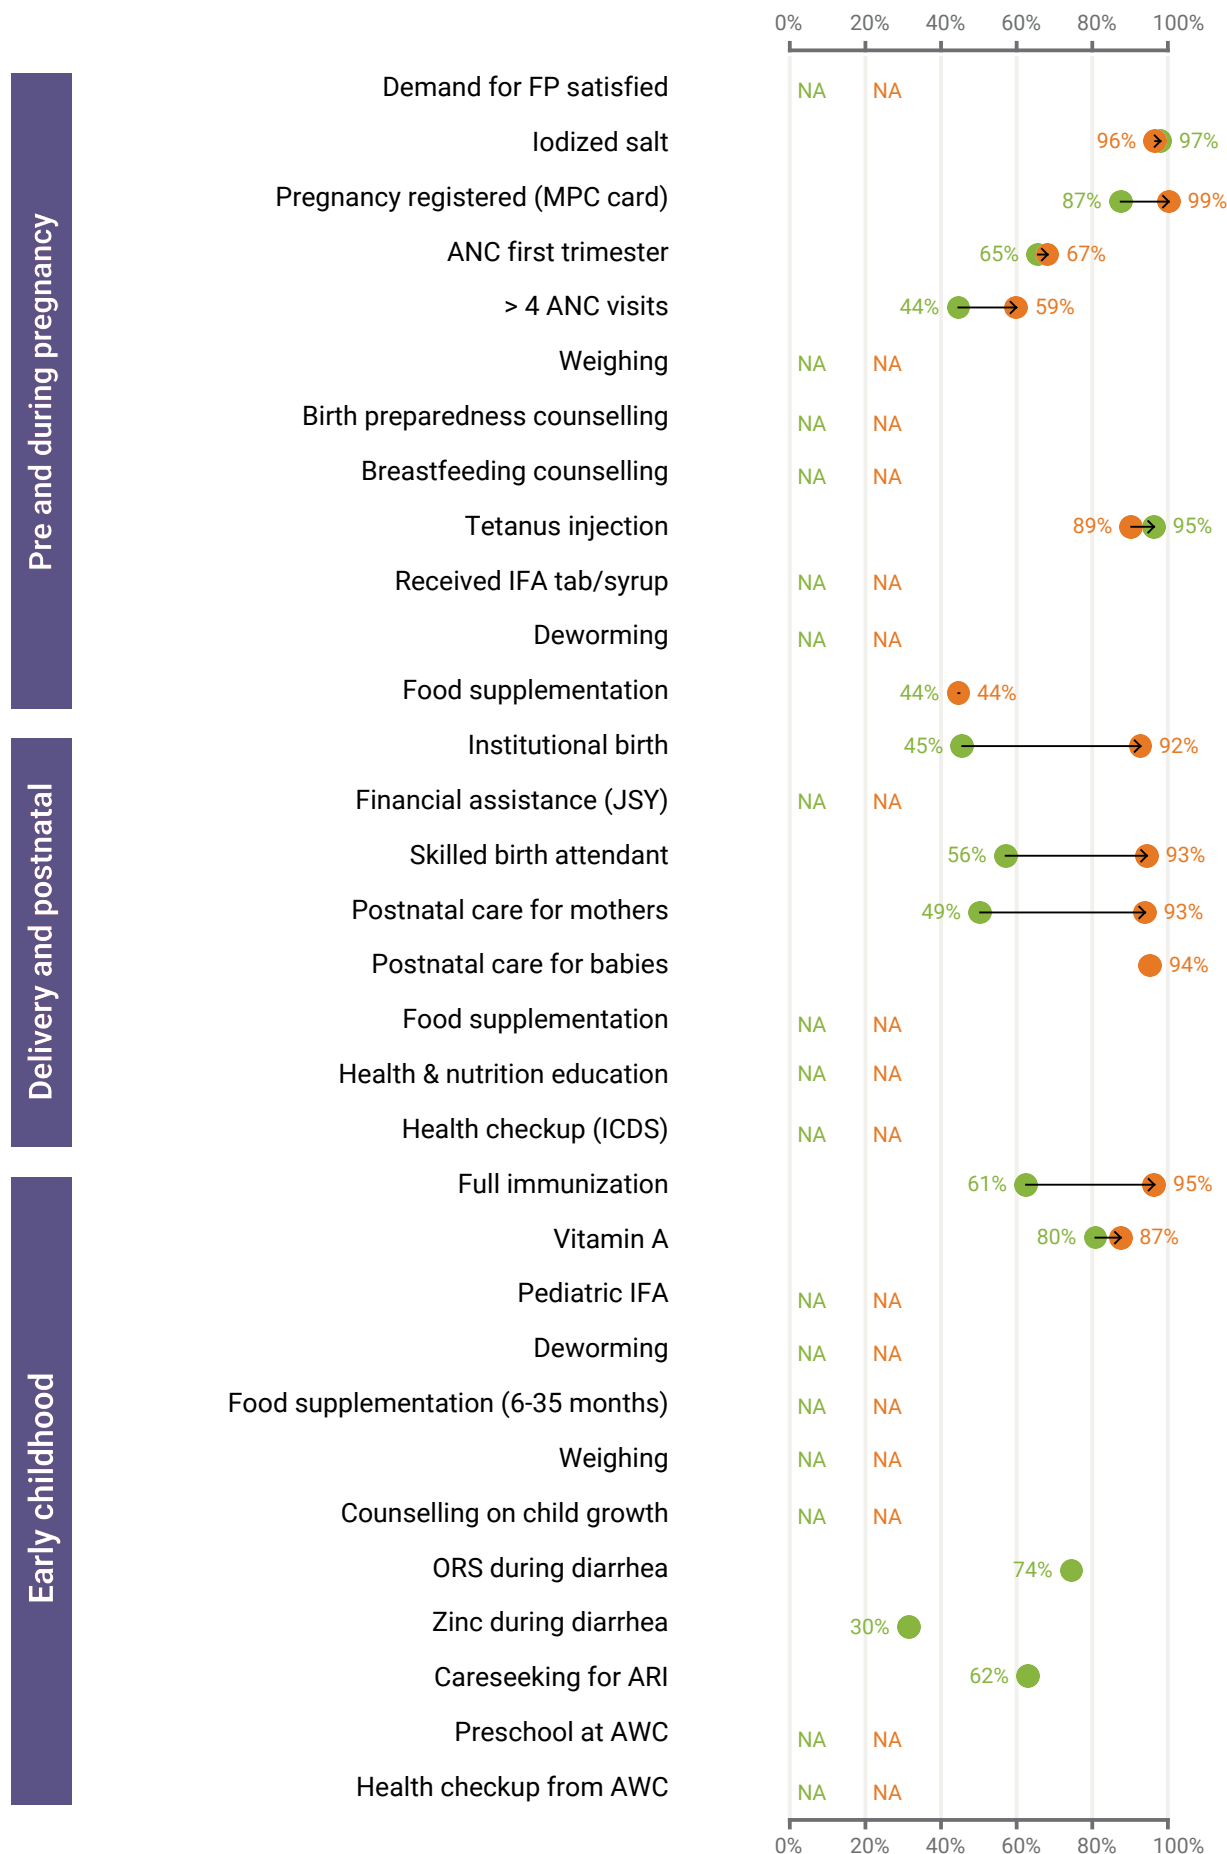 0% 20% 40% 60% 80% 100%
Pre and during pregnancy
Demand for FP satisfied NA NA
Iodized salt 96% 97%
Pregnancy registered (MPC card) 87% 99%
ANC first trimester 65% 67%
> 4 ANC visits 44% 59%
Weighing NA NA
Birth preparedness counselling NA NA
Breastfeeding counselling NA NA
Tetanus injection 89% 95%
Received IFA tab/syrup NA NA
Deworming NA NA
Food supplementation 44% 44%
Delivery and postnatal
Institutional birth 45% 92%
Financial assistance (JSY) NA NA
Skilled birth attendant 56% 93%
Postnatal care for mothers 49% 93%
Postnatal care for babies 94%
Food supplementation NA NA
Health & nutrition education NA NA
Health checkup (ICDS) NA NA
Early childhood
Full immunization 61% 95%
Vitamin A 80% 87%
Pediatric IFA NA NA
Deworming NA NA
Food supplementation (6-35 months) NA NA
Weighing NA NA
Counselling on child growth NA NA
ORS during diarrhea 74%
Zinc during diarrhea 30%
Careseeking for ARI 62%
Preschool at AWC NA NA
Health checkup from AWC NA NA
0% 20% 40% 60% 80% 100%